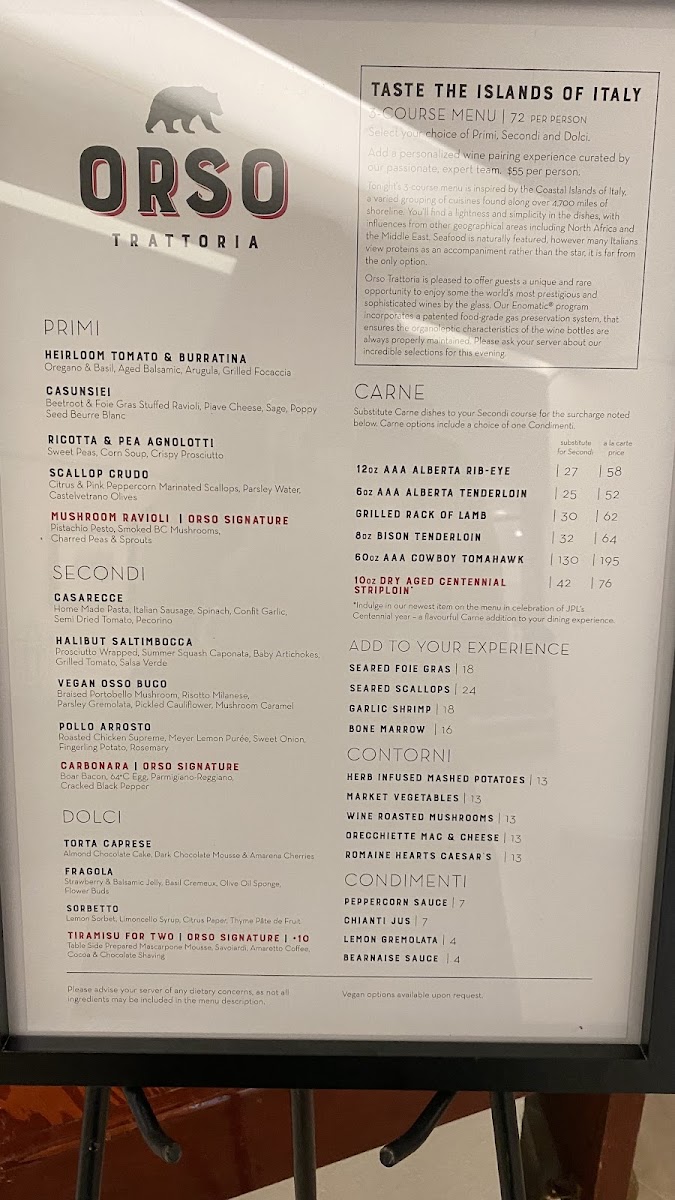 ORSO
TRATTORIA
TASTE THE ISLANDS OF ITALY
3-COURSE MENU | 72 PER PERSON
Select your choice of Primi, Secondi and Dolci.
Add a personalized wine pairing experience curated by
our passionate, expert team. $55 per person.
Tonight's 3 course menu is inspired by the Coastal Islands of Italy,
a varied grouping of cuisines found along over 4,700 miles of
shoreline. You'll find a lightness and simplicity in the dishes, with
influences from other geographical areas including North Africa and
the Middle East. Seafood is naturally featured, however many Italians
view proteins as an accompaniment rather than the star, it is far from
the only option.
Orso Trattoria is pleased to offer guests a unique and rare
opportunity to enjoy some the world's most prestigious and
sophisticated wines by the glass. Our Enomatic® program
incorporates a patented food-grade gas preservation system, that
ensures the organoleptic characteristics of the wine bottles are
always properly maintained. Please ask your server about our
incredible selections for this evening.
PRIMI
HEIRLOOM TOMATO & BURRATINA
Oregano & Basil, Aged Balsamic, Arugula, Grilled Focaccia
CASUNSIEI
Beetroot & Foie Gras Stuffed Ravioli, Piave Cheese, Sage, Poppy
Seed Beurre Blanc
RICOTTA & PEA AGNOLOTTI
Sweet Peas, Corn Soup, Crispy Prosciutto
SCALLOP CRUDO
Citrus & Pink Peppercorn Marinated Scallops, Parsley Water,
Castelvetrano Olives
MUSHROOM RAVIOLI | ORSO SIGNATURE
Pistachio Pesto, Smoked BC Mushrooms,
Charred Peas & Sprouts
SECONDI
CASARECCE
Home Made Pasta, Italian Sausage, Spinach, Confit Garlic,
Semi Dried Tomato, Pecorino
HALIBUT SALTIMBOCCA
Prosciutto Wrapped, Summer Squash Caponata, Baby Artichokes,
Grilled Tomato, Salsa Verde
VEGAN OSSO BUCO
Braised Portobello Mushroom, Risotto Milanese,
Parsley Gremolata, Pickled Cauliflower, Mushroom Caramel
POLLO ARROSTO
Roasted Chicken Supreme, Meyer Lemon Purée, Sweet Onion,
Fingerling Potato, Rosemary
CARBONARA | ORSO SIGNATURE
Boar Bacon, 64°C Egg, Parmigiano-Reggiano,
Cracked Black Pepper
DOLCI
TORTA CAPRESE
Almond Chocolate Cake, Dark Chocolate Mousse & Amarena Cherries
FRAGOLA
Strawberry & Balsamic Jelly, Basil Cremeux, Olive Oil Sponge,
Flower Buds
SORBETTO
Lemon Sorbet, Limoncello Syrup, Citrus Paper, Thyme Pâte de Fruit
TIRAMISU FOR TWO | ORSO SIGNATURE | +10
Table Side Prepared Mascarpone Mousse, Savoiardi, Amaretto Coffee,
Cocoa & Chocolate Shaving
CARNE
Substitute Carne dishes to your Secondi course for the surcharge noted
below. Carne options include a choice of one Condimenti.
substitute for Secondi a la carte price
12oz AAA ALBERTA RIB-EYE | 27 | 58
6oz AAA ALBERTA TENDERLOIN | 25 | 52
GRILLED RACK OF LAMB | 30 | 62
8oz BISON TENDERLOIN | 32 | 64
60oz AAA COWBOY TOMAHAWK | 130 | 195
10oz DRY AGED CENTENNIAL
STRIPLOIN* | 42 | 76
*Indulge in our newest item on the menu in celebration of JPL's
Centennial year – a flavourful Carne addition to your dining experience.
ADD TO YOUR EXPERIENCE
SEARED FOIE GRAS | 18
SEARED SCALLOPS | 24
GARLIC SHRIMP | 18
BONE MARROW | 16
CONTORNI
HERB INFUSED MASHED POTATOES | 13
MARKET VEGETABLES | 13
WINE ROASTED MUSHROOMS | 13
ORECCHIETTE MAC & CHEESE | 13
ROMAINE HEARTS CAESAR'S | 13
CONDIMENTI
PEPPERCORN SAUCE | 7
CHIANTI JUS | 7
LEMON GREMOLATA | 4
BEARNAISE SAUCE | 4
Please advise your server of any dietary concerns, as not all
ingredients may be included in the menu description.
Vegan options available upon request.